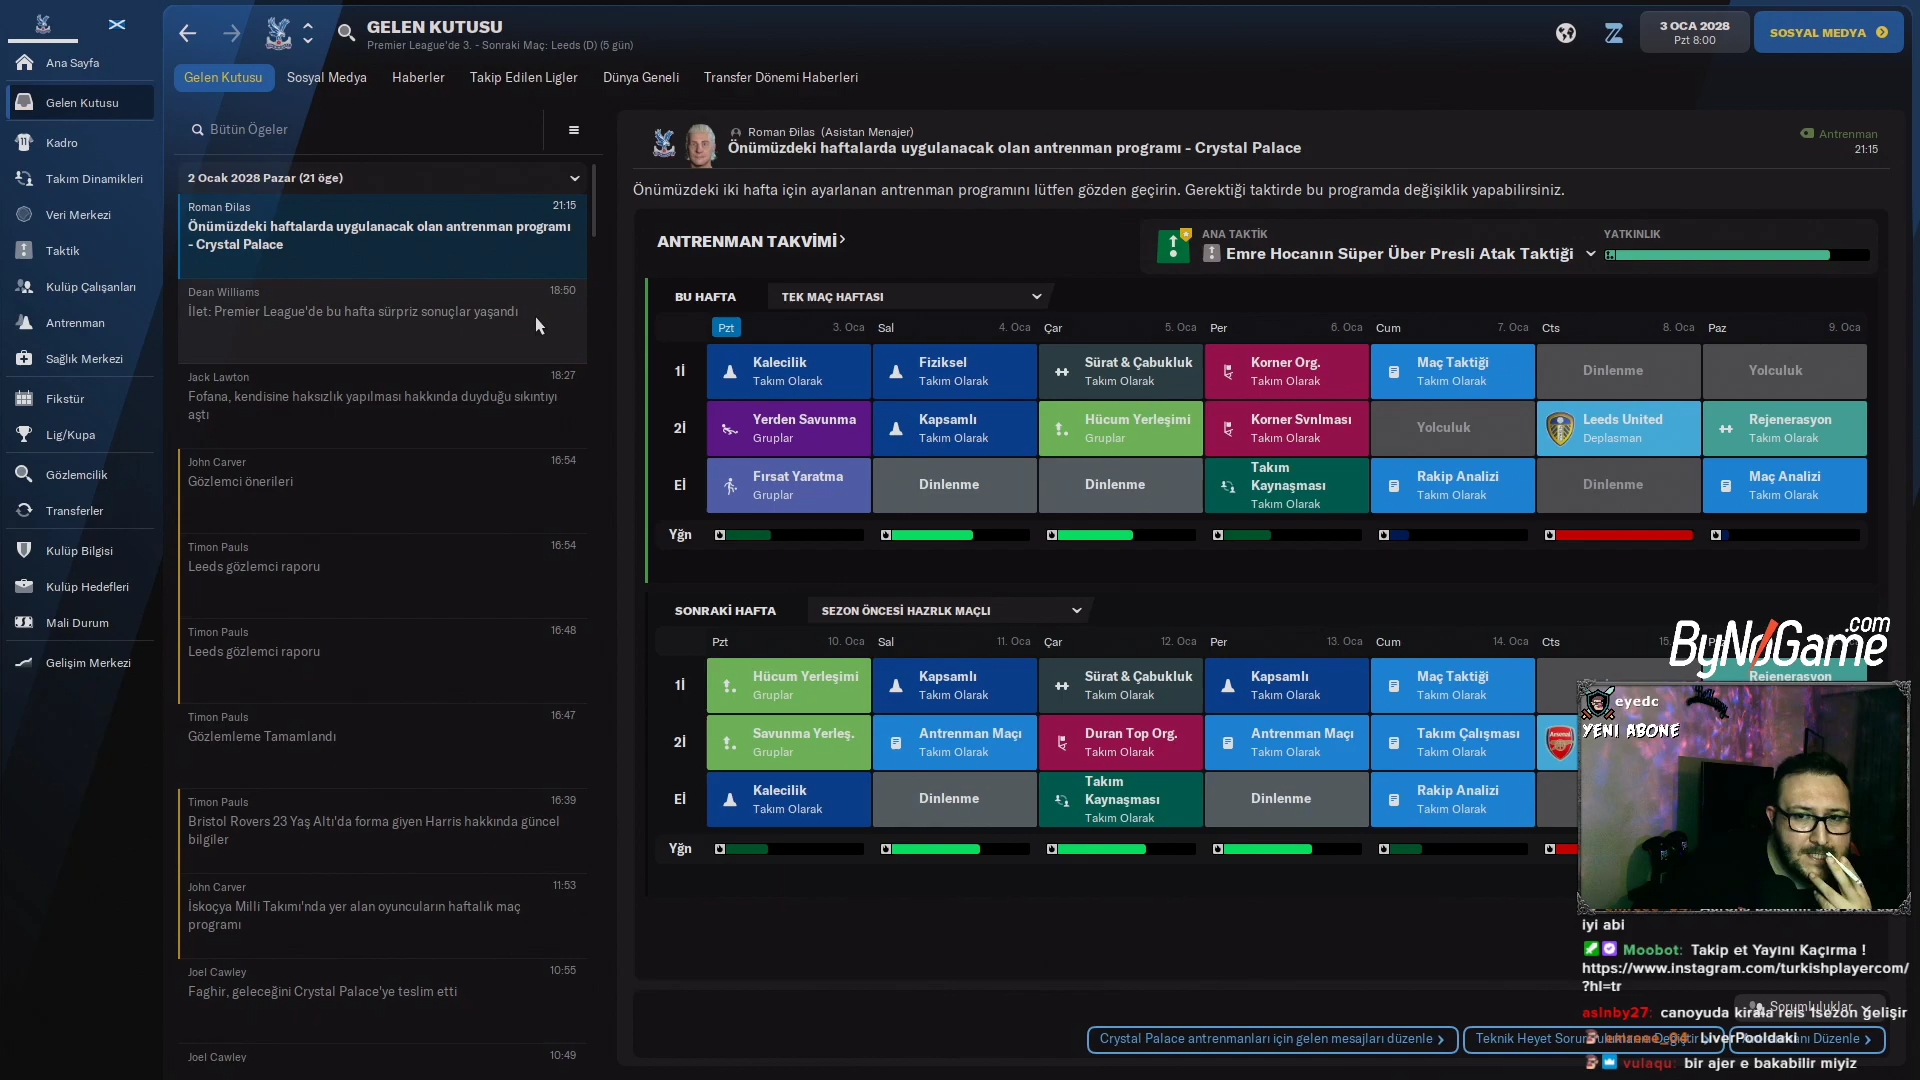 GELEN KUTUSU
Premier League'de 3. - Sonraki Maç: Leeds (D) (5 gün)
3 OCA 2028
Pzt 8:00
SOSYAL MEDYA
Ana Sayfa
Gelen Kutusu
Kadro
Takım Dinamikleri
Veri Merkezi
Taktik
Kulüp Çalışanları
Antrenman
Sağlık Merkezi
Fikstür
Lig/Kupa
Gözlemcilik
Transferler
Kulüp Bilgisi
Kulüp Hedefleri
Mali Durum
Gelişim Merkezi
Gelen Kutusu Sosyal Medya Haberler Takip Edilen Ligler Dünya Geneli Transfer Dönemi Haberleri
Bütün Ögeler
2 Ocak 2028 Pazar (21 öge)
Roman Đilas 21:15
Önümüzdeki haftalarda uygulanacak olan antrenman programı
- Crystal Palace
Dean Williams 18:50
İlet: Premier League'de bu hafta sürpriz sonuçlar yaşandı
Jack Lawton 18:27
Fofana, kendisine haksızlık yapılması hakkında duyduğu sıkıntıyı
aştı
John Carver 16:54
Gözlemci önerileri
Timon Pauls 16:54
Leeds gözlemci raporu
Timon Pauls 16:48
Leeds gözlemci raporu
Timon Pauls 16:47
Gözlemleme Tamamlandı
Timon Pauls 16:39
Bristol Rovers 23 Yaş Altı'da forma giyen Harris hakkında güncel
bilgiler
John Carver 11:53
İskoçya Milli Takımı'nda yer alan oyuncuların haftalık maç
programı
Joel Cawley 10:55
Faghir, geleceğini Crystal Palace'ye teslim etti
Joel Cawley 10:49
Roman Đilas (Asistan Menajer)
Önümüzdeki haftalarda uygulanacak olan antrenman programı - Crystal Palace
Antrenman
21:15
Önümüzdeki iki hafta için ayarlanan antrenman programını lütfen gözden geçirin. Gerektiği taktirde bu programda değişiklik yapabilirsiniz.
ANTRENMAN TAKVİMİ
ANA TAKTİK
Emre Hocanın Süper Über Presli Atak Taktiği
YATKINLIK
BU HAFTA TEK MAÇ HAFTASI
Pzt 3. Oca Sal 4. Oca Çar 5. Oca Per 6. Oca Cum 7. Oca Cts 8. Oca Paz 9. Oca
1İ Kalecilik Fiziksel Sürat & Çabukluk Korner Org. Maç Taktiği Dinlenme Yolculuk
Takım Olarak Takım Olarak Takım Olarak Takım Olarak Takım Olarak
2İ Yerden Savunma Kapsamlı Hücum Yerleşimi Korner Svnlması Yolculuk Leeds United Rejenerasyon
Gruplar Takım Olarak Gruplar Takım Olarak Deplasman Takım Olarak
Eİ Fırsat Yaratma Dinlenme Dinlenme Takım Kaynaşması Rakip Analizi Dinlenme Maç Analizi
Gruplar Takım Olarak Takım Olarak Takım Olarak
Yğn
SONRAKİ HAFTA SEZON ÖNCESİ HAZRLK MAÇLI
Pzt 10. Oca Sal 11. Oca Çar 12. Oca Per 13. Oca Cum 14. Oca Cts 15.
1İ Hücum Yerleşimi Kapsamlı Sürat & Çabukluk Kapsamlı Maç Taktiği Rejenerasyon
Gruplar Takım Olarak Takım Olarak Takım Olarak Takım Olarak
2İ Savunma Yerleş. Antrenman Maçı Duran Top Org. Antrenman Maçı Takım Çalışması
Gruplar Takım Olarak Takım Olarak Takım Olarak Takım Olarak
Eİ Kalecilik Dinlenme Takım Kaynaşması Dinlenme Rakip Analizi
Takım Olarak Takım Olarak Takım Olarak
Yğn
ByNoGame.com
eyedc
YENI ABONE
iyi abi
Moobot: Takip et Yayını Kaçırma !
https://www.instagram.com/turkishplayercom/
?hl=tr
Sorumluluklar
aslnby27: canoyuda kirala reis 1sezon gelişir
LiverPooldaki
vulaqu: bir ajer e bakabilir miyiz
Crystal Palace antrenmanları için gelen mesajları düzenle
Teknik Heyet
Düzenle